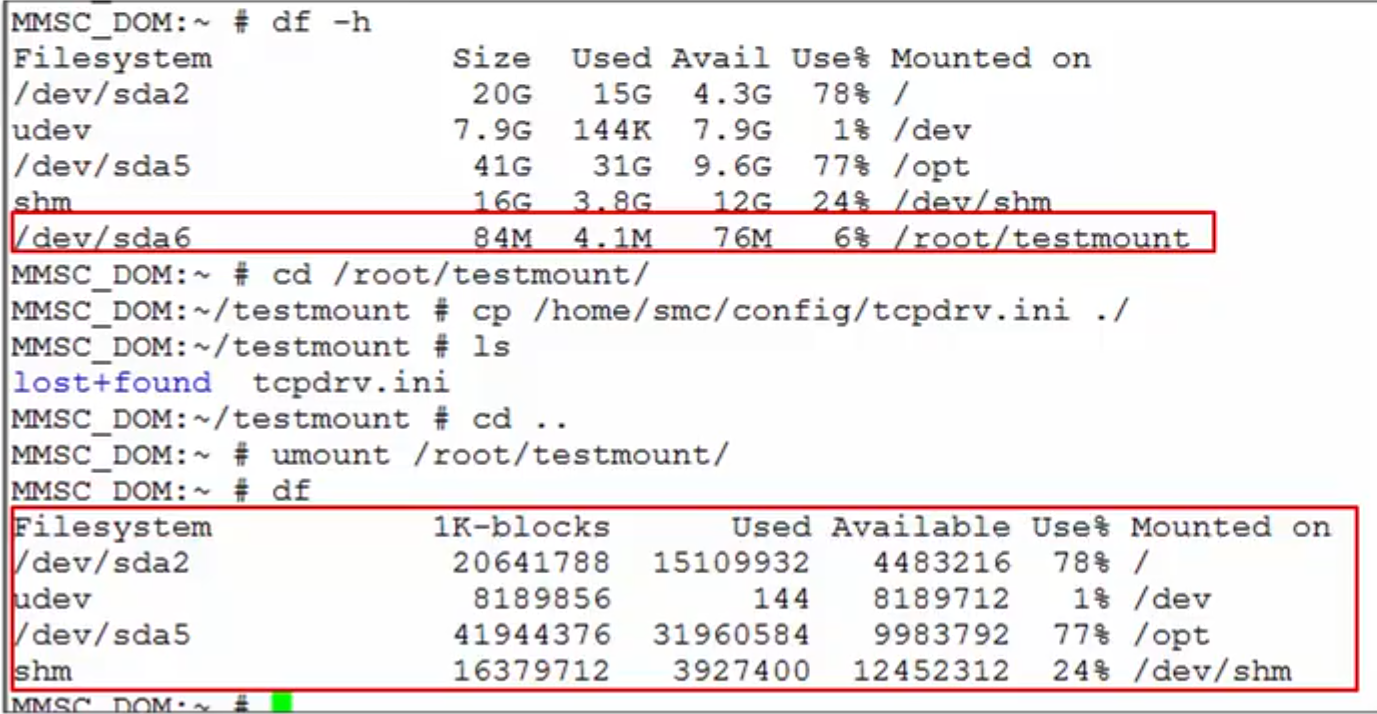 MMSC_DOM:~ # df -h
Filesystem Size Used Avail Use% Mounted on
/dev/sda2 20G 15G 4.3G 78% /
udev 7.9G 144K 7.9G 1% /dev
/dev/sda5 41G 31G 9.6G 77% /opt
shm 16G 3.8G 12G 24% /dev/shm
/dev/sda6 84M 4.1M 76M 6% /root/testmount
MMSC_DOM:~ # cd /root/testmount/
MMSC_DOM:~/testmount # cp /home/smc/config/tcpdrv.ini ./
MMSC_DOM:~/testmount # ls
lost+found tcpdrv.ini
MMSC_DOM:~/testmount # cd ..
MMSC_DOM:~ # umount /root/testmount/
MMSC_DOM:~ # df
Filesystem 1K-blocks Used Available Use% Mounted on
/dev/sda2 20641788 15109932 4483216 78% /
udev 8189856 144 8189712 1% /dev
/dev/sda5 41944376 31960584 9983792 77% /opt
shm 16379712 3927400 12452312 24% /dev/shm
MMSC_DOM:~ #